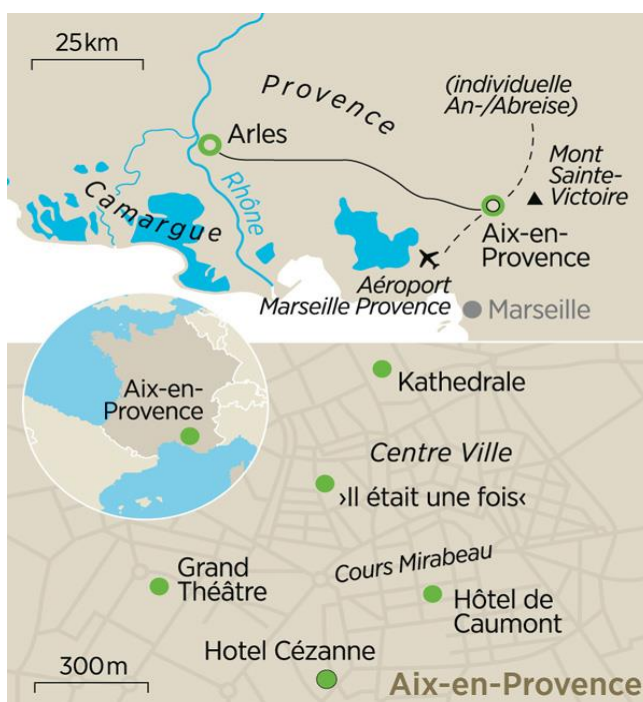 25km
Provence
(individuelle
An-/Abreise)
Arles
Mont
Sainte-
Victoire
Rhône
Camargue
Aix-en-
Provence
Aéroport
Marseille Provence
Marseille
Aix-en-
Provence
Kathedrale
Centre Ville
›Il était une fois‹
Cours Mirabeau
Grand
Théâtre
Hôtel de
Caumont
Hotel Cézanne
300m
Aix-en-Provence